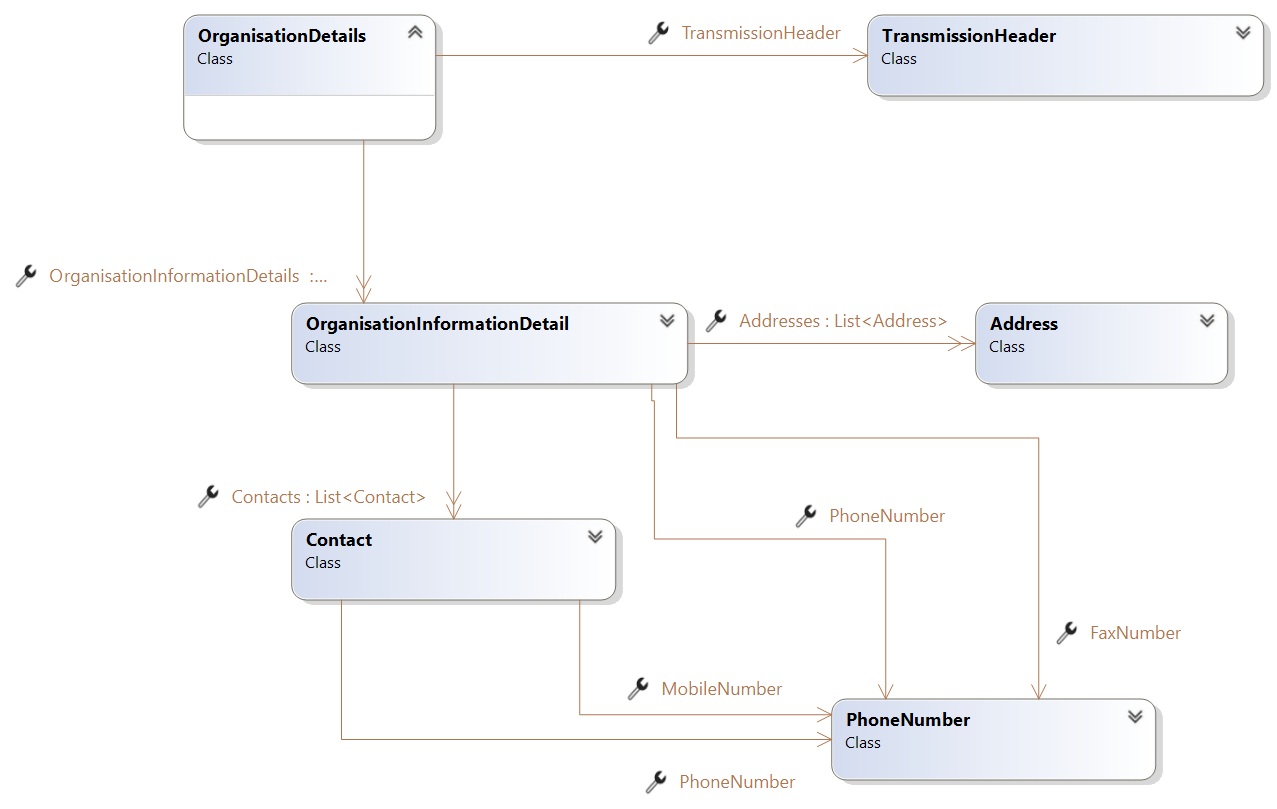 OrganisationDetails
Class
TransmissionHeader
TransmissionHeader
Class
OrganisationInformationDetails :...
OrganisationInformationDetail
Class
Addresses : List<Address>
Address
Class
Contacts : List<Contact>
PhoneNumber
Contact
Class
FaxNumber
MobileNumber
PhoneNumber
Class
PhoneNumber